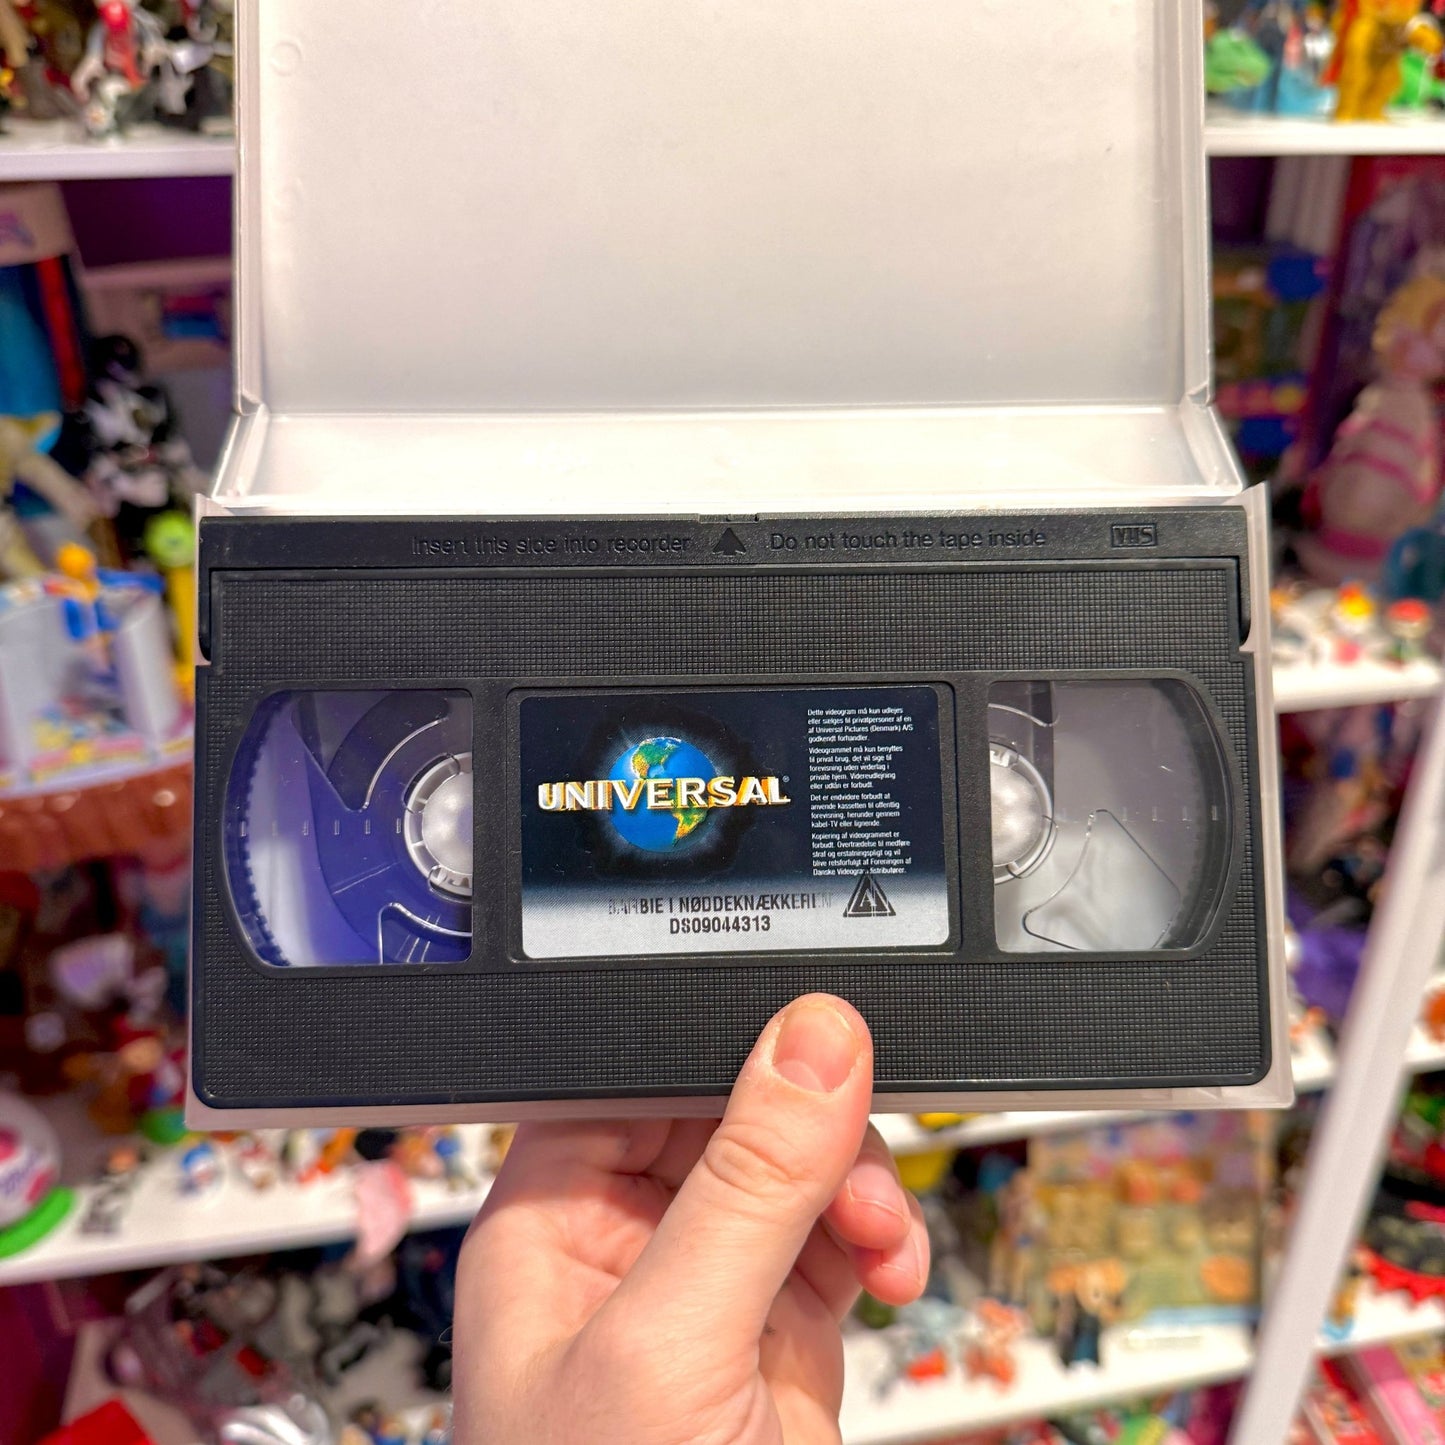 Insert this side into recorder
Do not touch the tape inside
VHS
UNIVERSAL®
Dette videogram må kun udlejes
eller sælges til privatpersoner af en
af Universal Pictures (Denmark) A/S
godkendt forhandler.
Videogrammet må kun benyttes
til privat brug, det vil sige til
forevisning uden vederlag i
private hjem. Videreudlejning
eller udlån er forbudt.
Det er endvidere forbudt at
anvende kassetten til offentlig
forevisning, herunder gennem
kabel-TV eller lignende.
Kopiering af videogrammet er
forbudt. Overtrædelse til medføre
straf og erstatningspligt og vil
blive retsforfulgt af Foreningen af
Danske Videogramdistributører.
BARBIE I NØDDEKNÆKKEREN
DS09044313
A